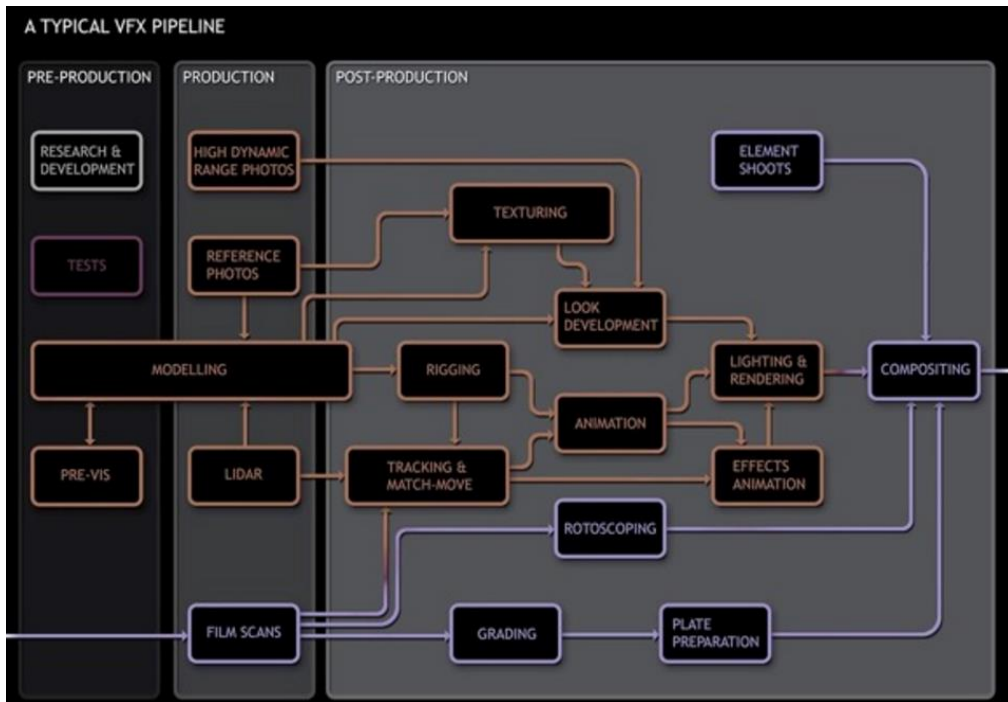 A TYPICAL VFX PIPELINE
PRE-PRODUCTION
PRODUCTION
POST-PRODUCTION
RESEARCH &
DEVELOPMENT
HIGH DYNAMIC
RANGE PHOTOS
ELEMENT
SHOOTS
TEXTURING
TESTS
REFERENCE
PHOTOS
LOOK
DEVELOPMENT
MODELLING
RIGGING
LIGHTING &
RENDERING
COMPOSITING
ANIMATION
PRE-VIS
LIDAR
TRACKING &
MATCH-MOVE
EFFECTS
ANIMATION
ROTOSCOPING
FILM SCANS
GRADING
PLATE
PREPARATION